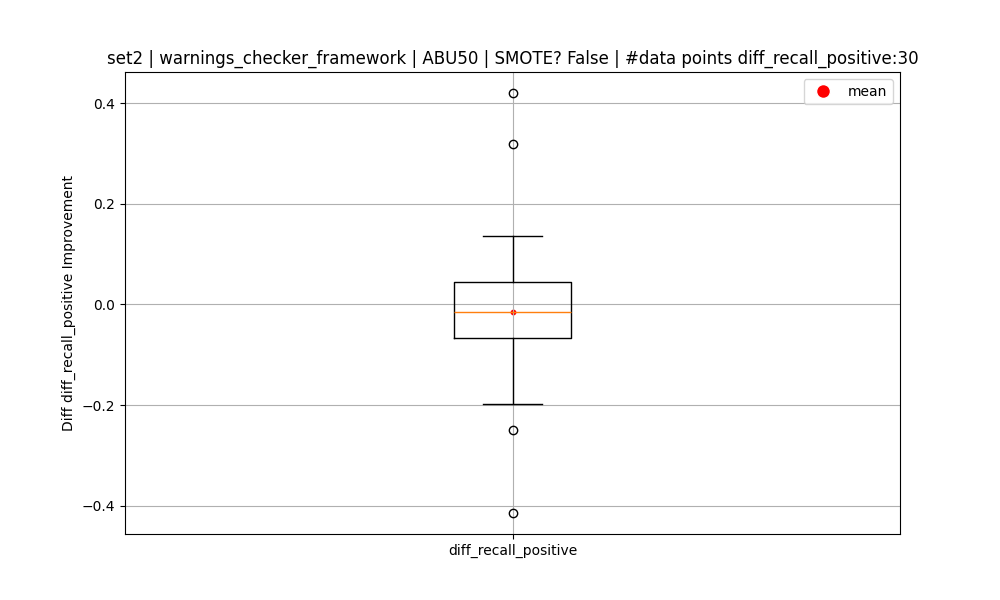 set2 | warnings_checker_framework | ABU50 | SMOTE? False | #data points diff_recall_positive:30
mean
Diff diff_recall_positive Improvement
0.4
0.2
0.0
−0.2
−0.4
diff_recall_positive